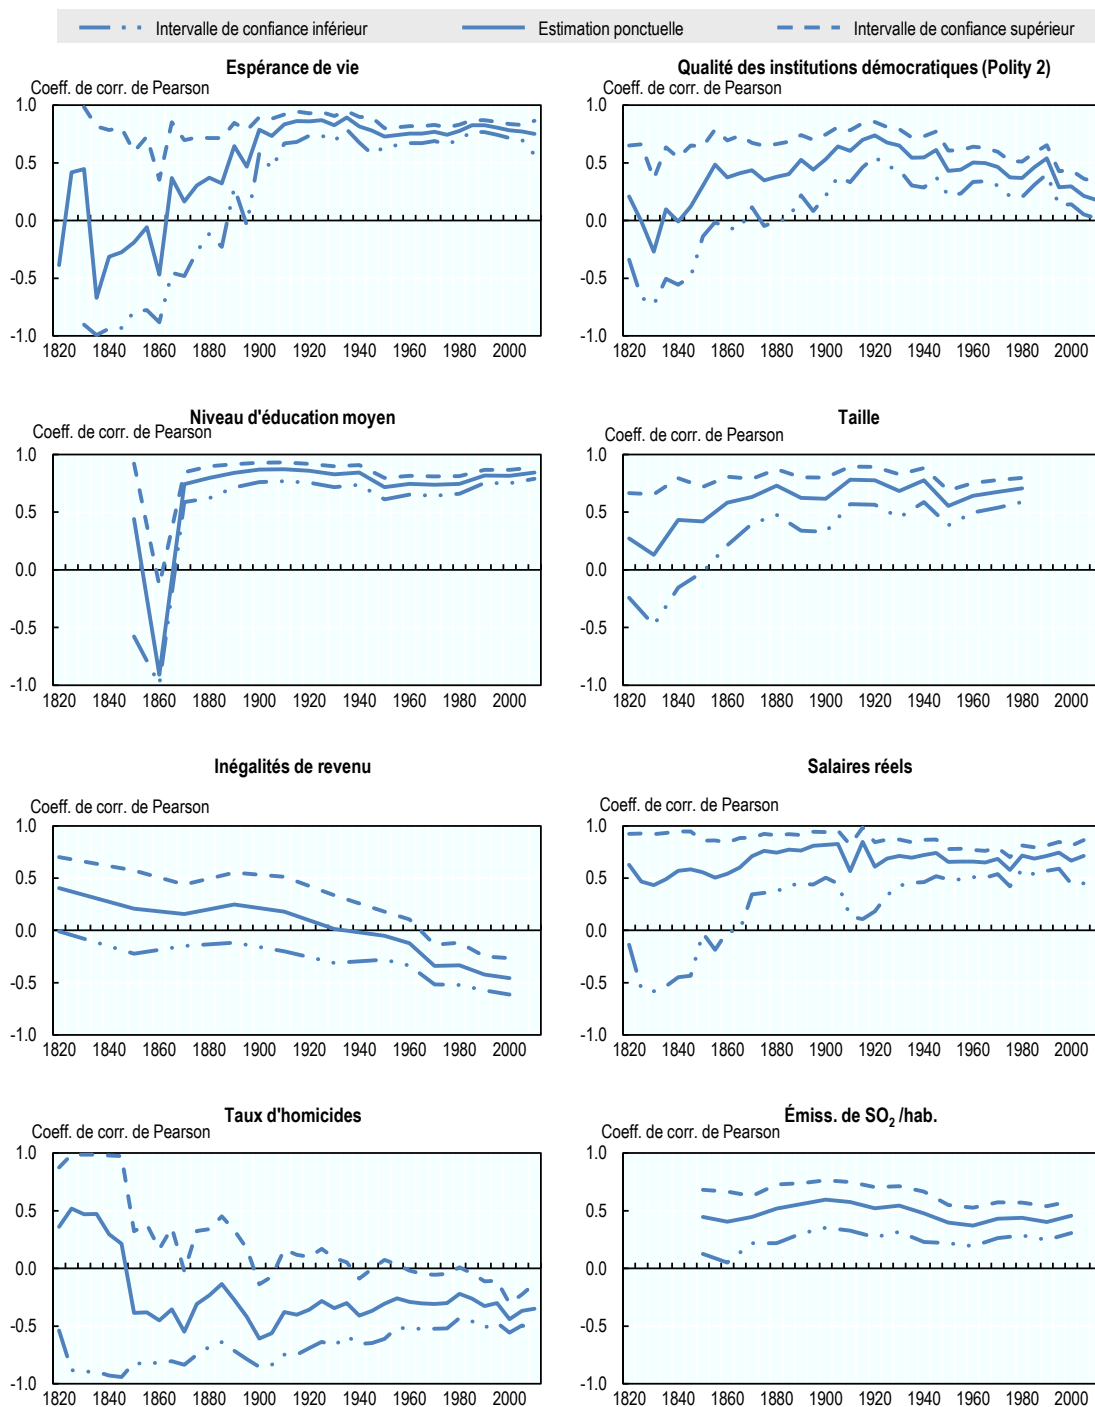 Intervalle de confiance inférieur Estimation ponctuelle Intervalle de confiance supérieur
Espérance de vie
Coeff. de corr. de Pearson
1.0
0.5
0.0
-0.5
-1.0
1820 1840 1860 1880 1900 1920 1940 1960 1980 2000
Qualité des institutions démocratiques (Polity 2)
Coeff. de corr. de Pearson
1.0
0.5
0.0
-0.5
-1.0
1820 1840 1860 1880 1900 1920 1940 1960 1980 2000
Niveau d'éducation moyen
Coeff. de corr. de Pearson
1.0
0.5
0.0
-0.5
-1.0
1820 1840 1860 1880 1900 1920 1940 1960 1980 2000
Taille
Coeff. de corr. de Pearson
1.0
0.5
0.0
-0.5
-1.0
1820 1840 1860 1880 1900 1920 1940 1960 1980 2000
Inégalités de revenu
Coeff. de corr. de Pearson
1.0
0.5
0.0
-0.5
-1.0
1820 1840 1860 1880 1900 1920 1940 1960 1980 2000
Salaires réels
Coeff. de corr. de Pearson
1.0
0.5
0.0
-0.5
-1.0
1820 1840 1860 1880 1900 1920 1940 1960 1980 2000
Taux d'homicides
Coeff. de corr. de Pearson
1.0
0.5
0.0
-0.5
-1.0
1820 1840 1860 1880 1900 1920 1940 1960 1980 2000
Émiss. de SO₂ /hab.
Coeff. de corr. de Pearson
1.0
0.5
0.0
-0.5
-1.0
1820 1840 1860 1880 1900 1920 1940 1960 1980 2000